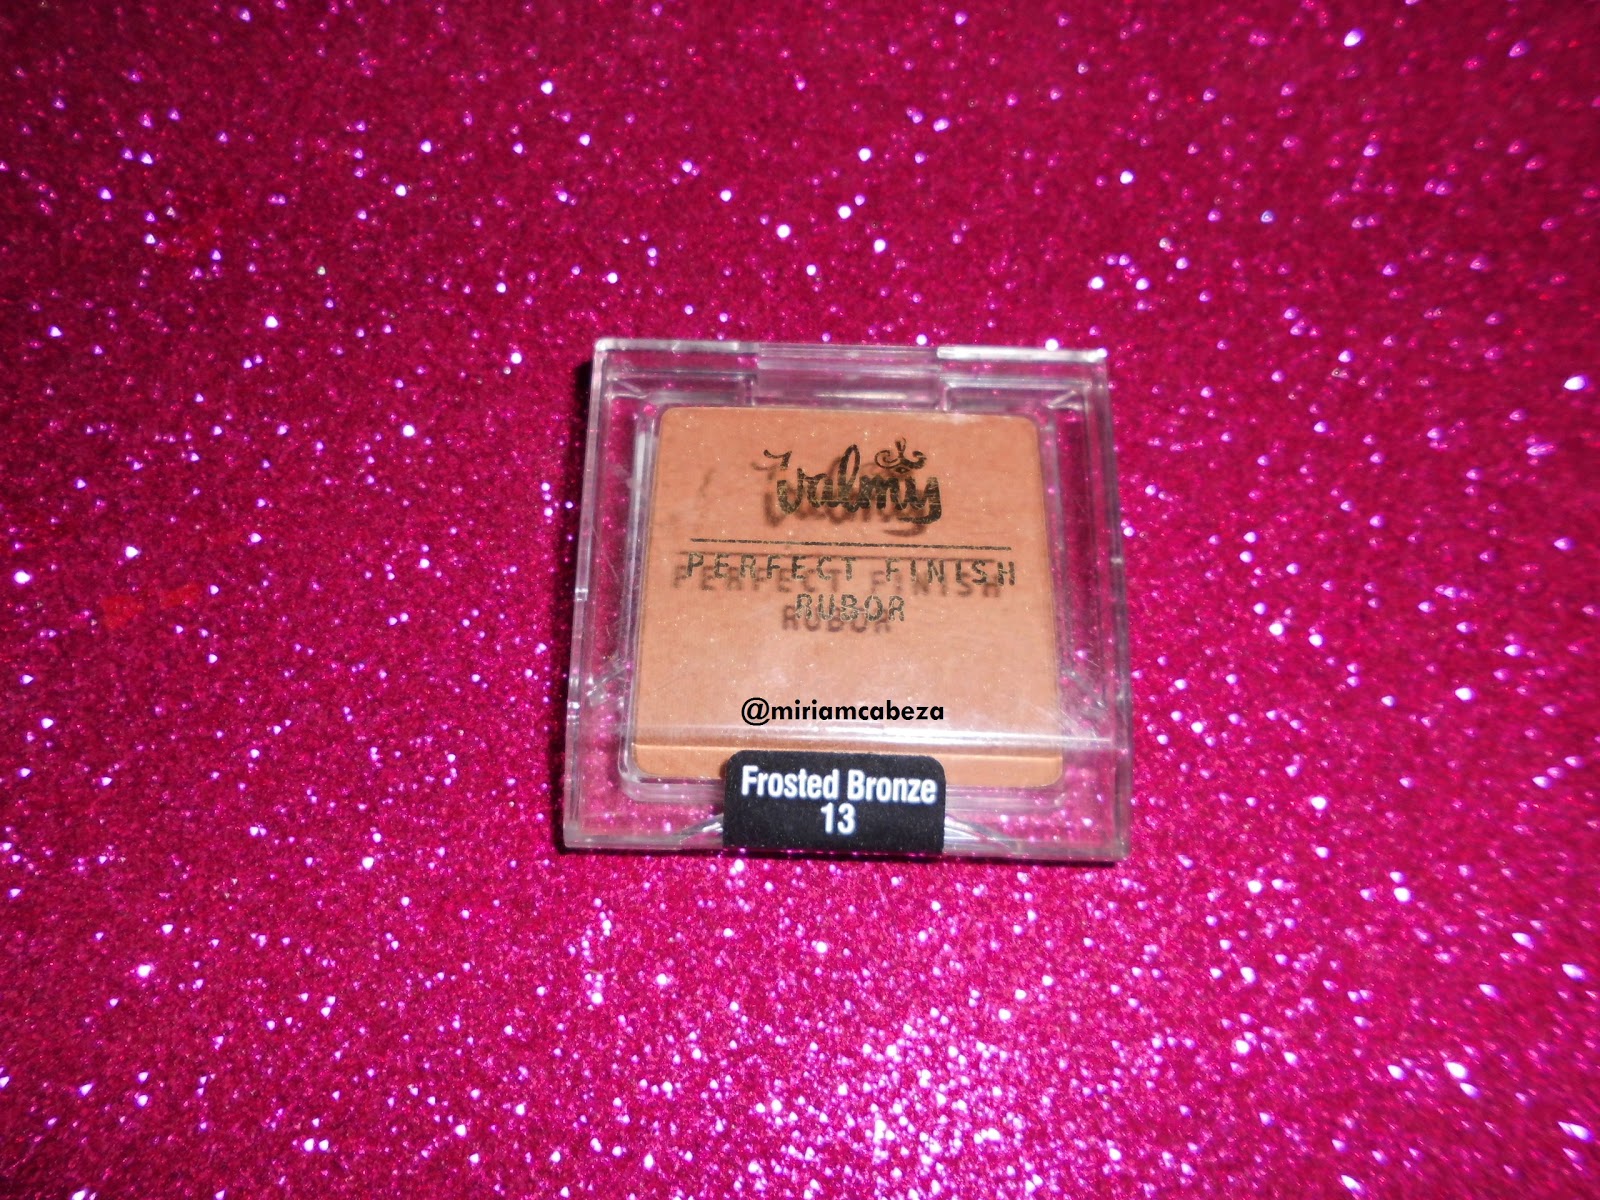 Valmy
PERFECT FINISH
RUBOR
@miriamcabeza
Frosted Bronze
13